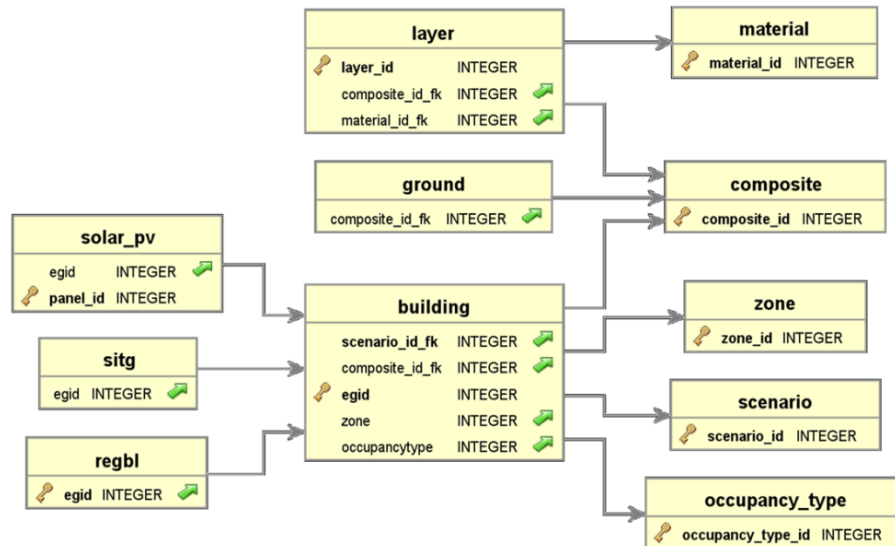 layer
layer_id INTEGER
composite_id_fk INTEGER
material_id_fk INTEGER
material
material_id INTEGER
ground
composite_id_fk INTEGER
composite
composite_id INTEGER
solar_pv
egid INTEGER
panel_id INTEGER
building
scenario_id_fk INTEGER
composite_id_fk INTEGER
egid INTEGER
zone INTEGER
occupancytype INTEGER
zone
zone_id INTEGER
sitg
egid INTEGER
scenario
scenario_id INTEGER
regbl
egid INTEGER
occupancy_type
occupancy_type_id INTEGER